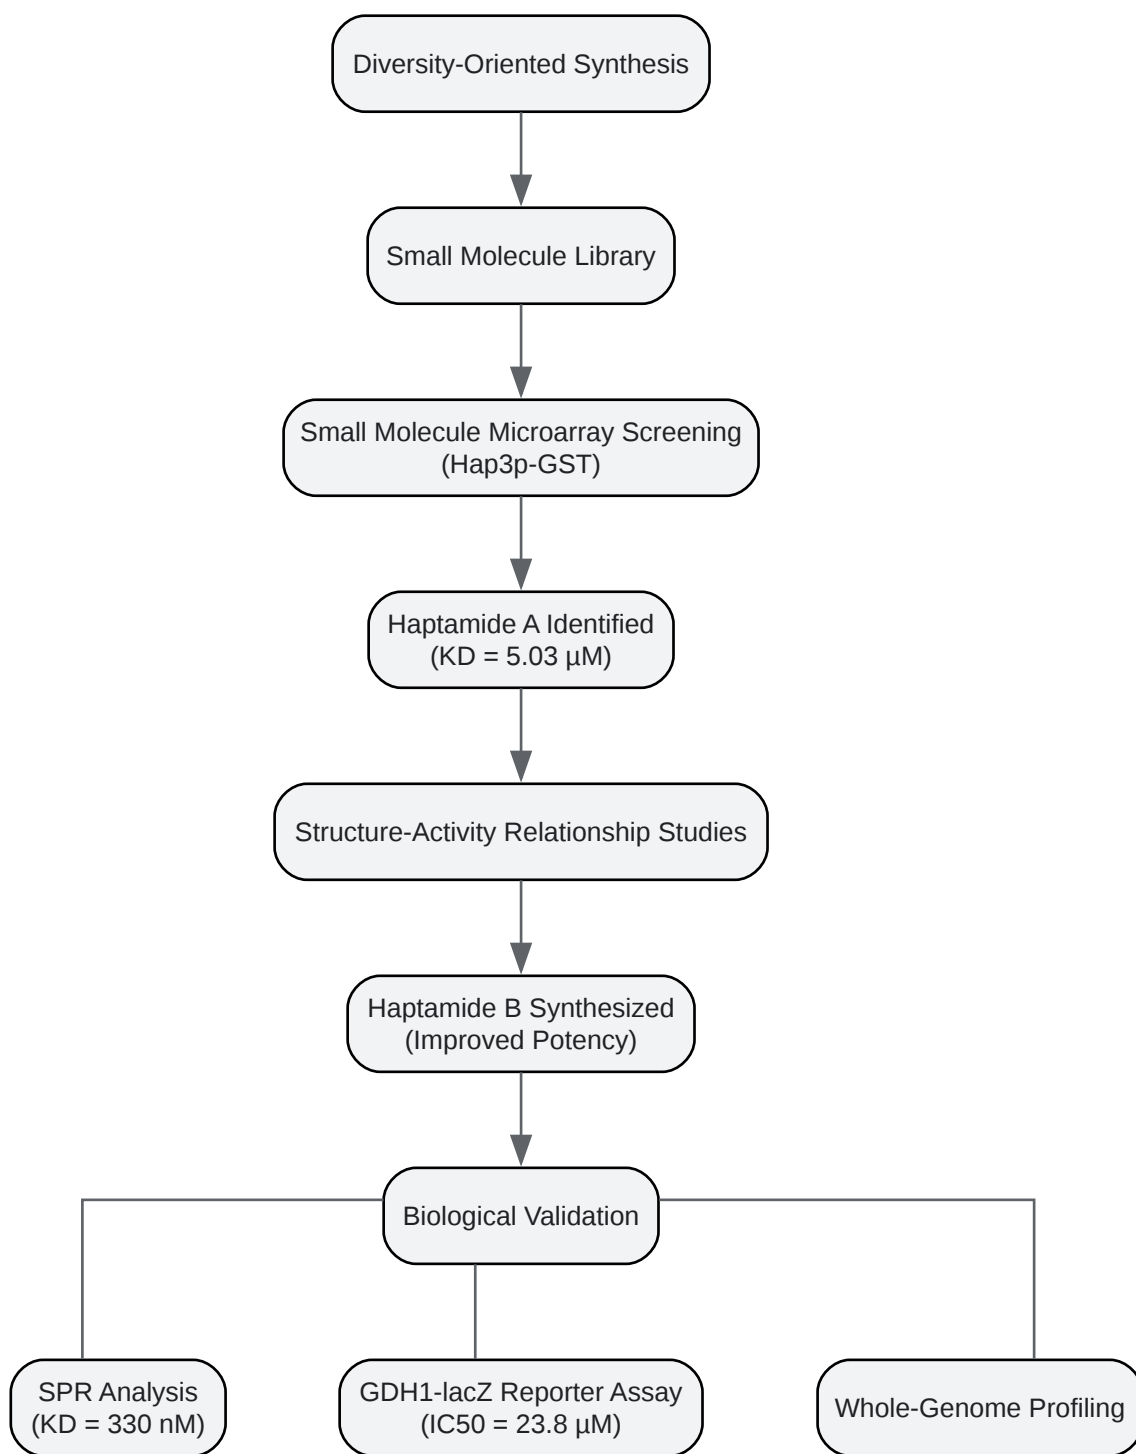 Diversity-Oriented Synthesis
Small Molecule Library
Small Molecule Microarray Screening
(Hap3p-GST)
Haptamide A Identified
(KD = 5.03 µM)
Structure-Activity Relationship Studies
Haptamide B Synthesized
(Improved Potency)
Biological Validation
SPR Analysis
(KD = 330 nM)
GDH1-lacZ Reporter Assay
(IC50 = 23.8 µM)
Whole-Genome Profiling